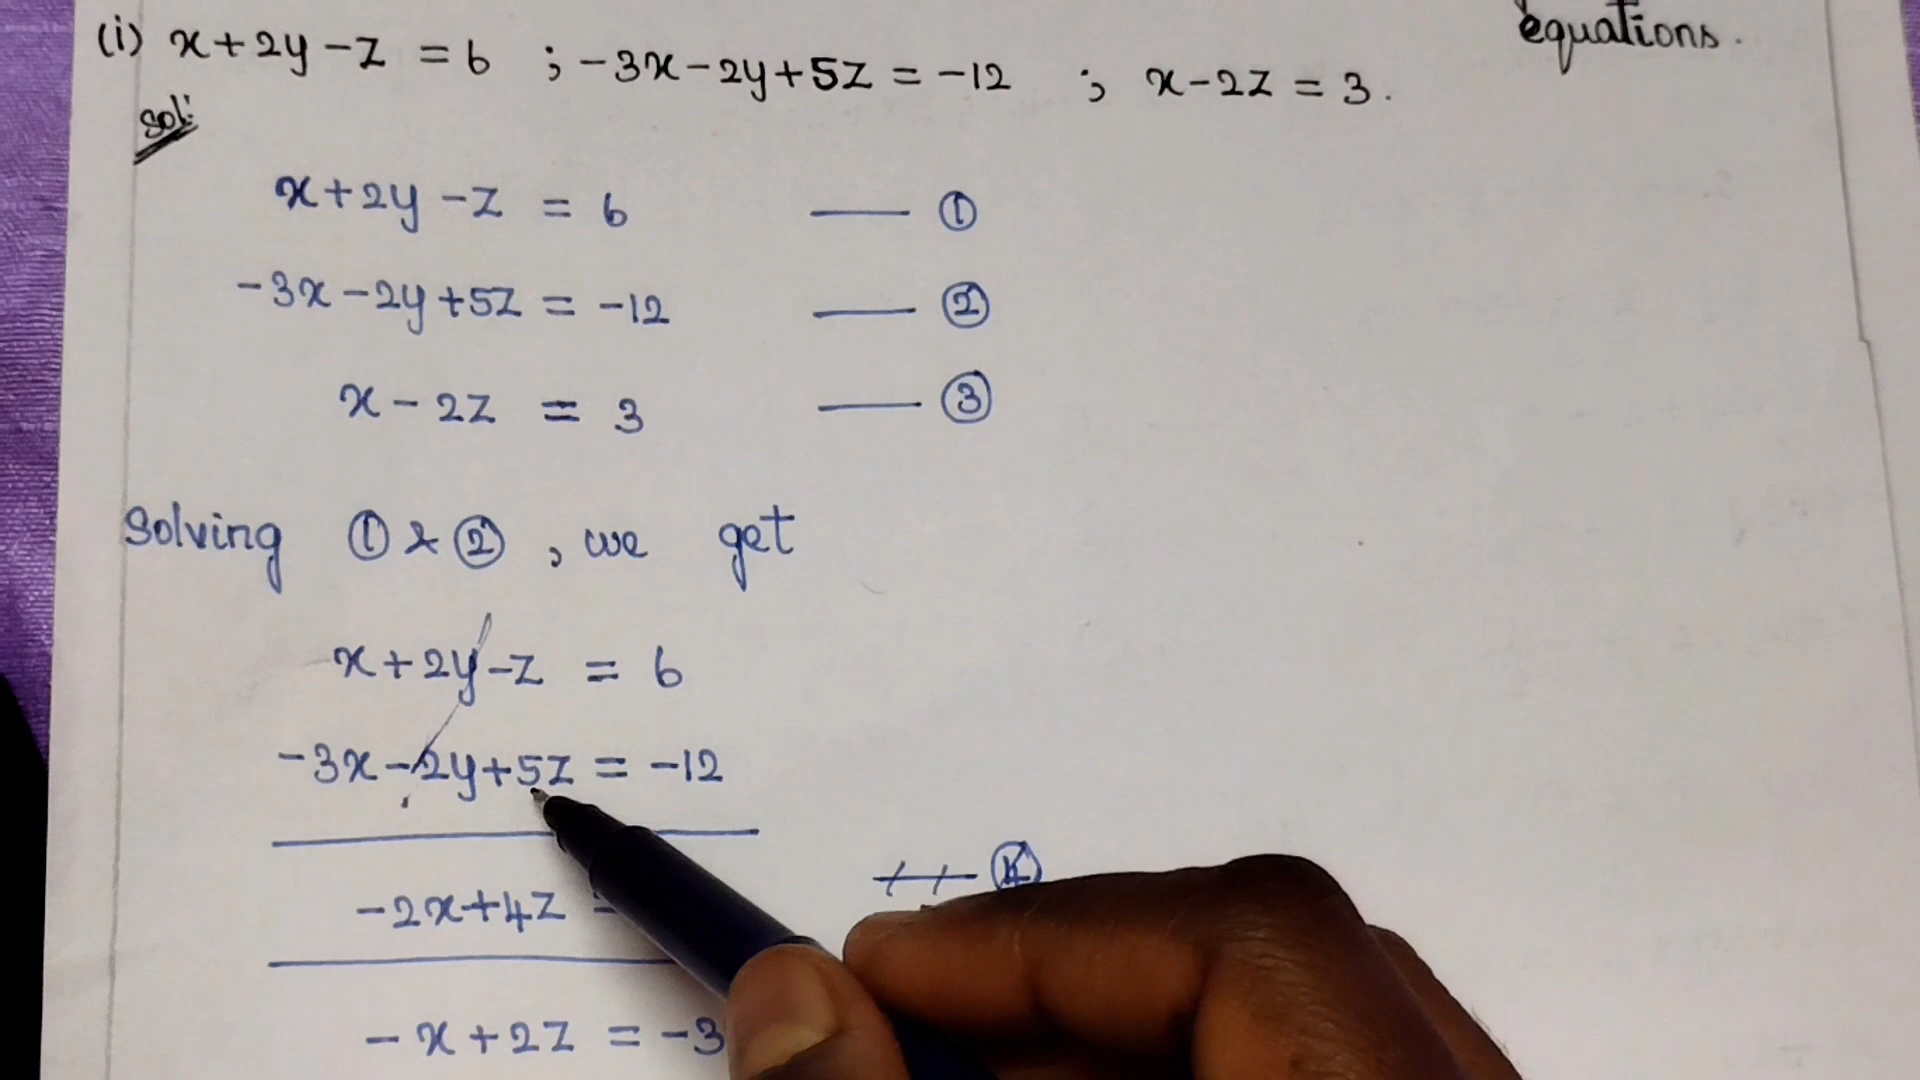 equations.
(i) x+2y-z = 6 ; -3x-2y+5z = -12 ; x-2z = 3.
Sol:
x+2y-z = 6 —— ①
-3x-2y+5z = -12 —— ②
x-2z = 3 —— ③
Solving ① & ②, we get
x+2y-z = 6
-3x-2y+5z = -12
-2x+4z =
-x+2z = -3